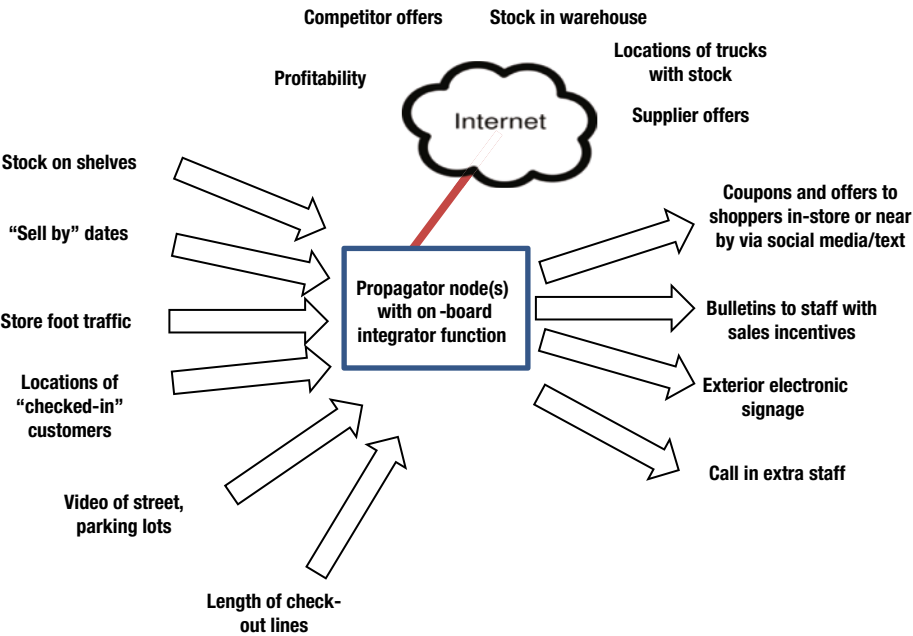 Competitor offers
Stock in warehouse
Locations of trucks
with stock
Profitability
Internet
Supplier offers
Stock on shelves
“Sell by” dates
Store foot traffic
Locations of
“checked-in”
customers
Video of street,
parking lots
Length of check-
out lines
Propagator node(s)
with on -board
integrator function
Coupons and offers to
shoppers in-store or near
by via social media/text
Bulletins to staff with
sales incentives
Exterior electronic
signage
Call in extra staff